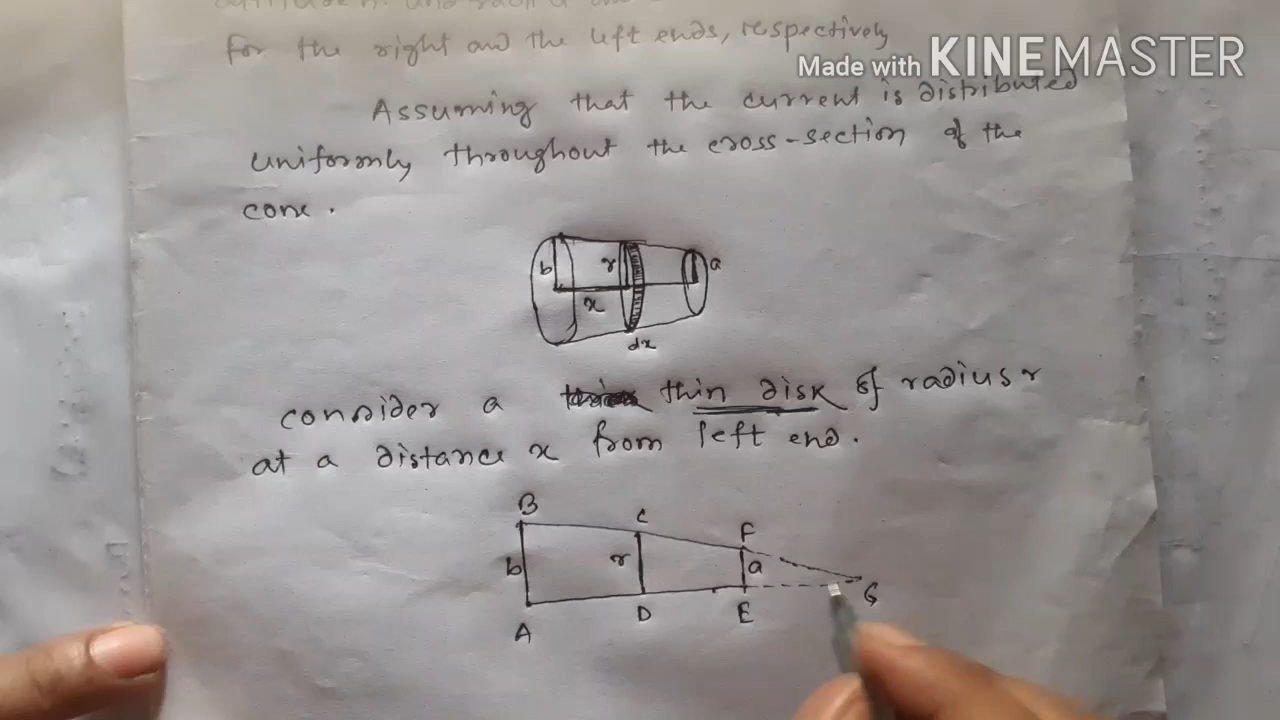 for the right and the left ends, respectively
Made with KINEMASTER
Assuming that the current is distributed
uniformly throughout the cross-section of the
cone.
b r a
x
dx
consider a thin disk of radius r
at a distance x from left end.
B C F
b r a G
A D E